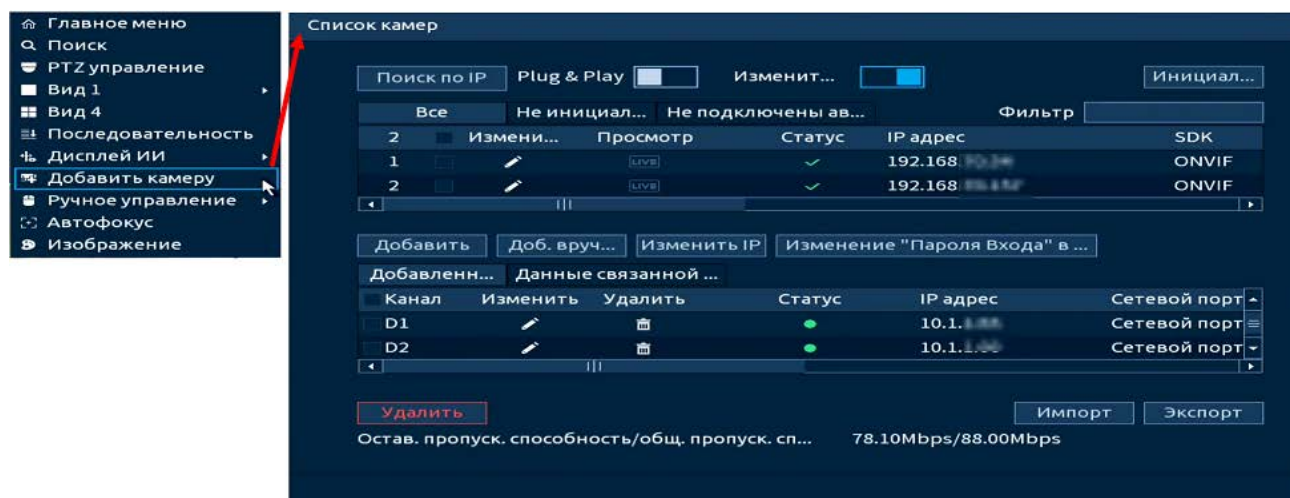 Главное меню
Поиск
PTZ управление
Вид 1
Вид 4
Последовательность
Дисплей ИИ
Добавить камеру
Ручное управление
Автофокус
Изображение
Список камер
Поиск по IP Plug & Play Изменит... Инициал...
Все Не инициал... Не подключены ав... Фильтр
2 Измени... Просмотр Статус IP адрес SDK
1 LIVE 192.168 ONVIF
2 LIVE 192.168 ONVIF
Добавить Доб. вруч... Изменить IP Изменение "Пароля Входа" в ...
Добавленн... Данные связанной ...
Канал Изменить Удалить Статус IP адрес Сетевой порт
D1 10.1. Сетевой порт
D2 10.1. Сетевой порт
Удалить Импорт Экспорт
Остав. пропуск. способность/общ. пропуск. сп... 78.10Mbps/88.00Mbps